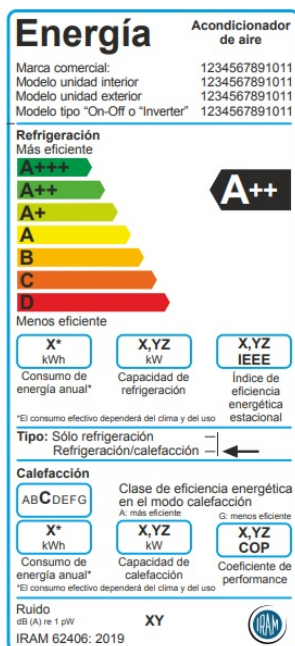 Energía
Acondicionador
de aire
Marca comercial: 1234567891011
Modelo unidad interior 1234567891011
Modelo unidad exterior 1234567891011
Modelo tipo “On-Off o “Inverter” 1234567891011
Refrigeración
Más eficiente
A+++
A++
A++
A+
A
B
C
D
Menos eficiente
X* X,YZ X,YZ
kWh kW IEEE
Consumo de Capacidad de Índice de
energía anual* refrigeración eficiencia
energética
*El consumo efectivo dependerá del clima y del uso estacional
Tipo: Sólo refrigeración
Refrigeración/calefacción
Calefacción
ABCDEFG
Clase de eficiencia energética
en el modo calefacción
A: más eficiente G: menos eficiente
X* X,YZ X,YZ
kWh kW COP
Consumo de Capacidad de Coeficiente de
energía anual* calefacción performance
*El consumo efectivo dependerá del clima y del uso
Ruido
dB (A) re 1 pW XY
IRAM 62406: 2019
IRAM